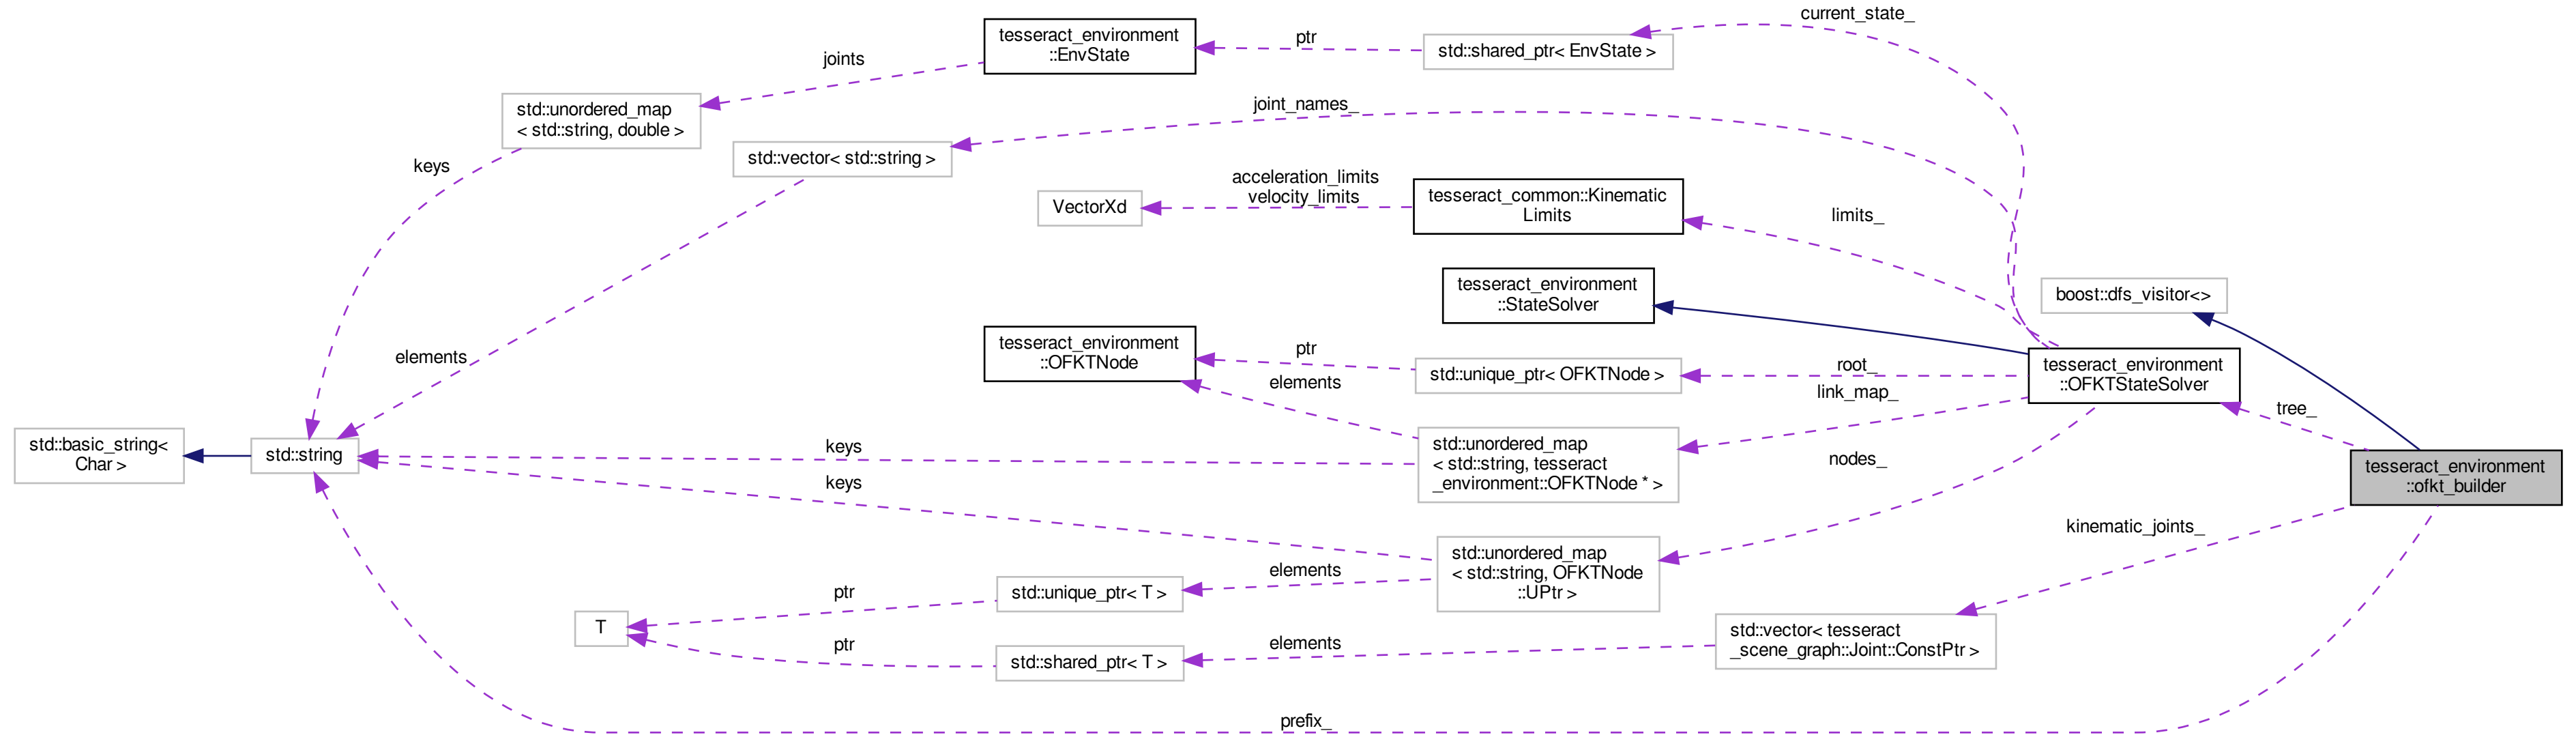 current_state_
tesseract_environment
::EnvState
ptr
std::shared_ptr< EnvState >
joints
std::unordered_map
< std::string, double >
joint_names_
keys
std::vector< std::string >
acceleration_limits
velocity_limits
VectorXd
tesseract_common::Kinematic
Limits
limits_
tesseract_environment
::StateSolver
boost::dfs_visitor<>
tesseract_environment
::OFKTNode
ptr
std::unique_ptr< OFKTNode >
root_
tesseract_environment
::OFKTStateSolver
elements
elements
link_map_
tree_
std::basic_string<
Char >
std::string
keys
std::unordered_map
< std::string, tesseract
_environment::OFKTNode * >
nodes_
tesseract_environment
::ofkt_builder
keys
kinematic_joints_
std::unordered_map
< std::string, OFKTNode
::UPtr >
elements
std::unique_ptr< T >
ptr
T
ptr
std::shared_ptr< T >
elements
std::vector< tesseract
_scene_graph::Joint::ConstPtr >
prefix_